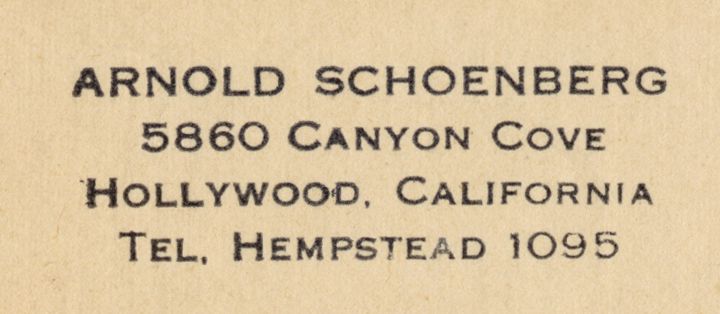 ARNOLD SCHOENBERG
5860 CANYON COVE
HOLLYWOOD, CALIFORNIA
TEL. HEMPSTEAD 1095